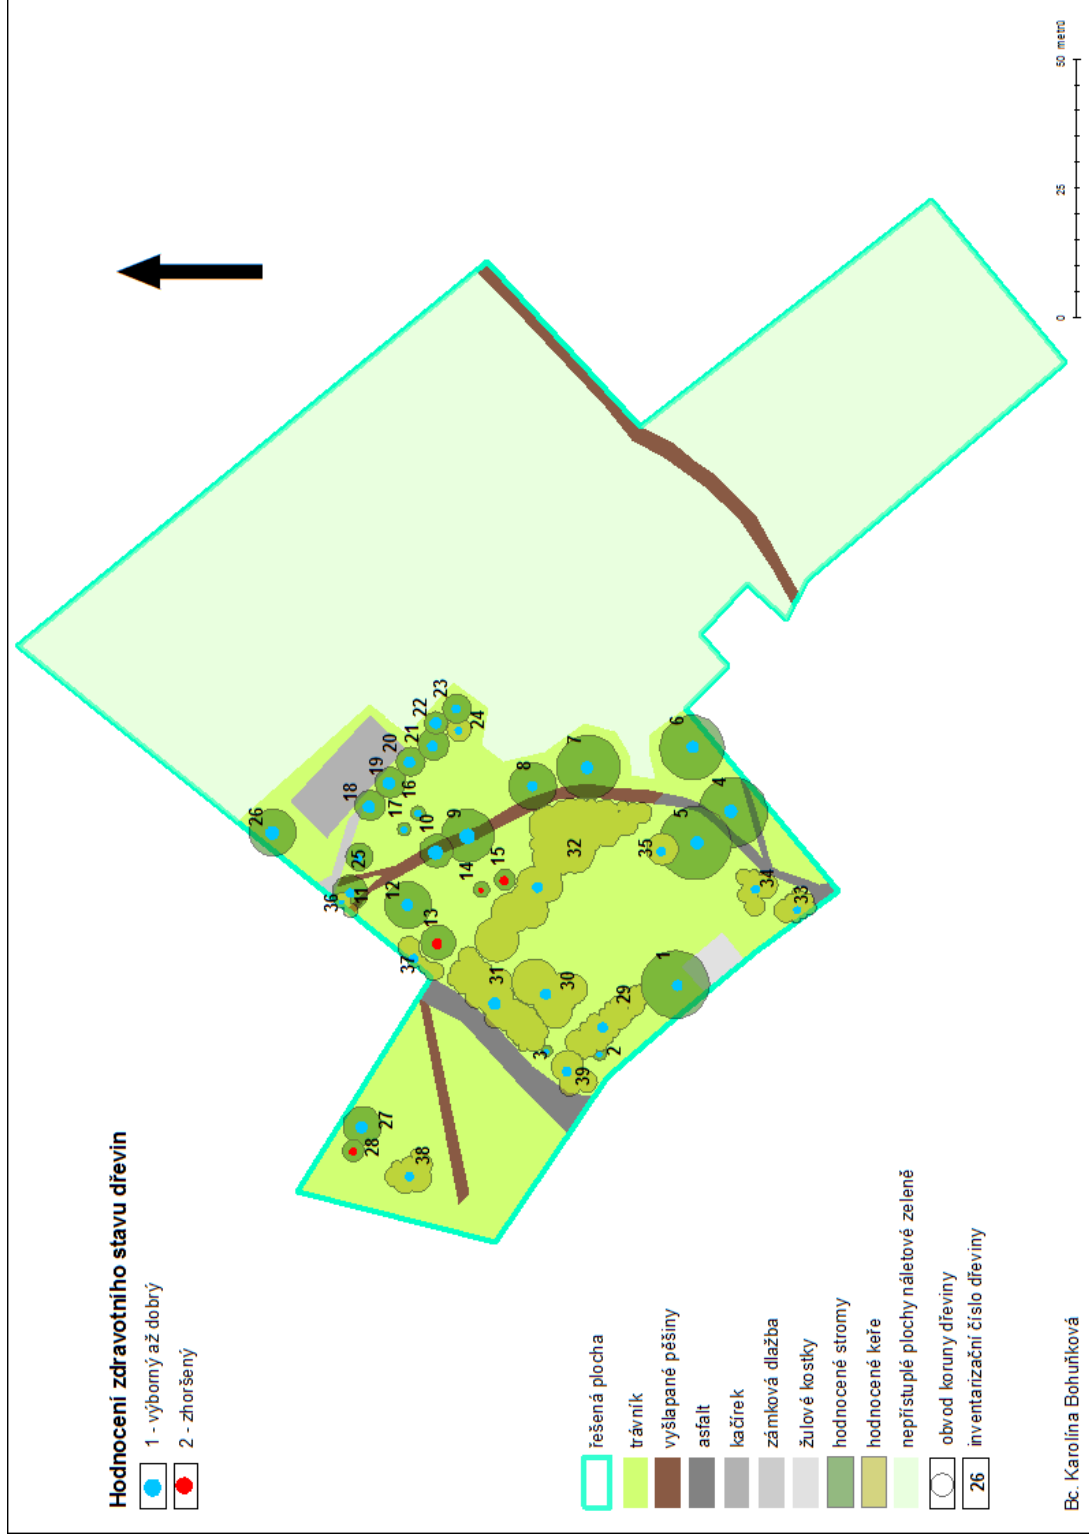 Hodnocení zdravotního stavu dřevin
1 - výborný až dobrý
2 - zhoršený
řešená plocha
trávník
vyšlapané pěšiny
asfalt
kačírek
zámková dlažba
žulové kostky
hodnocené stromy
hodnocené keře
nepřístuplé plochy náletové zeleně
obvod koruny dřeviny
26 inventarizační číslo dřeviny
Bc. Karolína Bohuňková
28
27
38
3
39
2
29
30
31
1
37
13
12
36
11
25
26
18
17
16
19
20
21
22
23
24
10
9
14
15
8
7
32
35
5
4
6
34
33
0 25 50 metrů